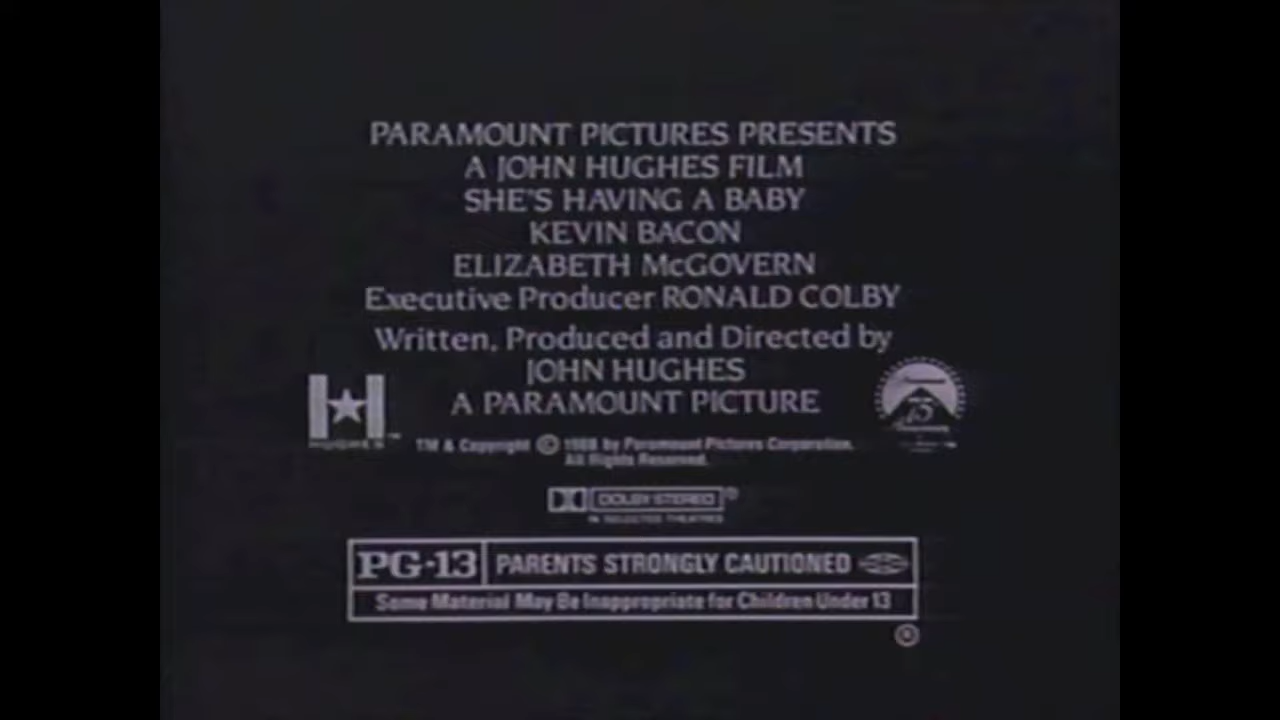 PARAMOUNT PICTURES PRESENTS
A JOHN HUGHES FILM
SHE'S HAVING A BABY
KEVIN BACON
ELIZABETH McGOVERN
Executive Producer RONALD COLBY
Written, Produced and Directed by
JOHN HUGHES
A PARAMOUNT PICTURE
HUGHES™
TM & Copyright © 1988 by Paramount Pictures Corporation.
All Rights Reserved.
DOLBY STEREO®
IN SELECTED THEATRES
PG-13 PARENTS STRONGLY CAUTIONED
Some Material May Be Inappropriate for Children Under 13
®